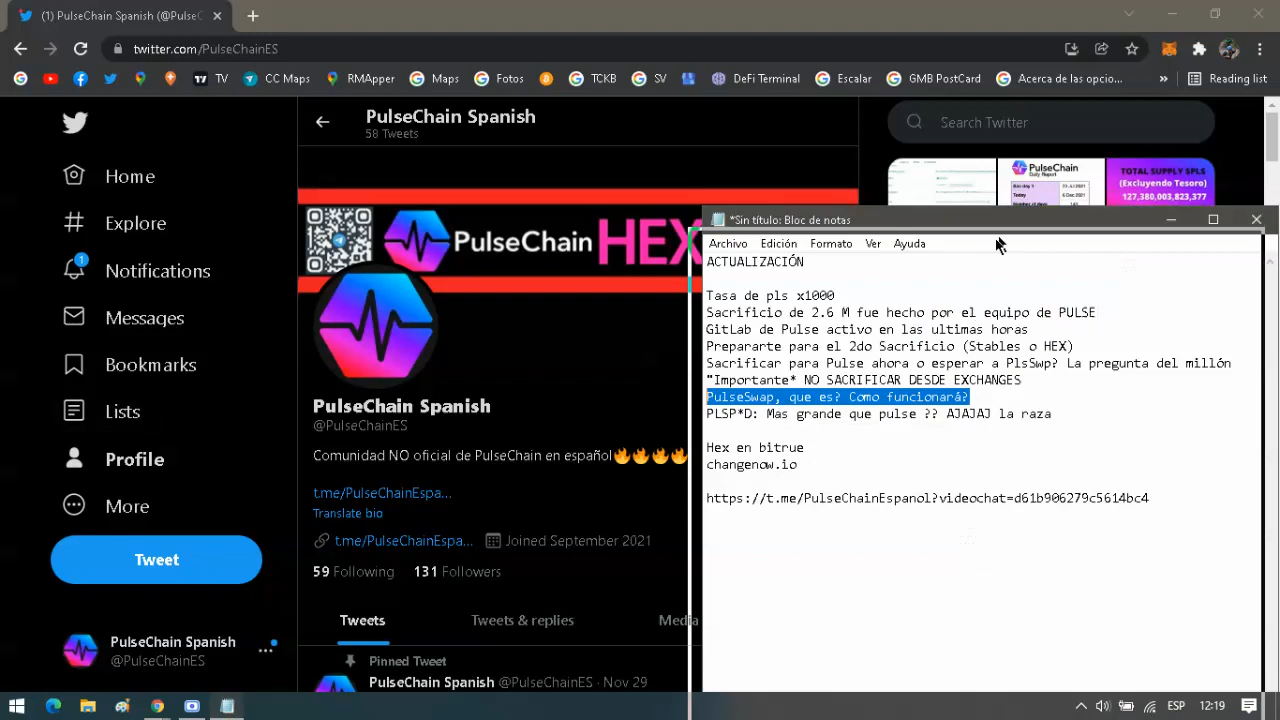 (1) PulseChain Spanish (@PulseC
twitter.com/PulseChainES
TV
CC Maps
RMApper
Maps
Fotos
TCKB
SV
DeFi Terminal
Escalar
GMB PostCard
Acerca de las opcio...
»
Reading list
PulseChain Spanish
58 Tweets
Search Twitter
Home
Explore
1
Notifications
Messages
Bookmarks
Lists
Profile
More
Tweet
PulseChain Spanish
@PulseChainES
PulseChain HEX
PulseChain
Daily Report
TOTAL SUPPLY SPLS
(Excluyendo Tesoro)
127,380,003,823,377
PulseChain Spanish
@PulseChainES
Comunidad NO oficial de PulseChain en español🔥🔥🔥🔥
t.me/PulseChainEspa...
Translate bio
t.me/PulseChainEspa...
Joined September 2021
59 Following
131 Followers
Tweets
Tweets & replies
Media
Pinned Tweet
PulseChain Spanish @PulseChainES · Nov 29
*Sin título: Bloc de notas
Archivo Edición Formato Ver Ayuda
ACTUALIZACIÓN
Tasa de pls x1000
Sacrificio de 2.6 M fue hecho por el equipo de PULSE
GitLab de Pulse activo en las ultimas horas
Prepararte para el 2do Sacrificio (Stables o HEX)
Sacrificar para Pulse ahora o esperar a PlsSwp? La pregunta del millón
"Importante* NO SACRIFICAR DESDE EXCHANGES
PulseSwap, que es? Como funcionará?
PLSP*D: Mas grande que pulse ?? AJAJAJ la raza
Hex en bitrue
changenow.io
https://t.me/PulseChainEspanol?videochat=d61b906279c5614bc4
ESP
12:19